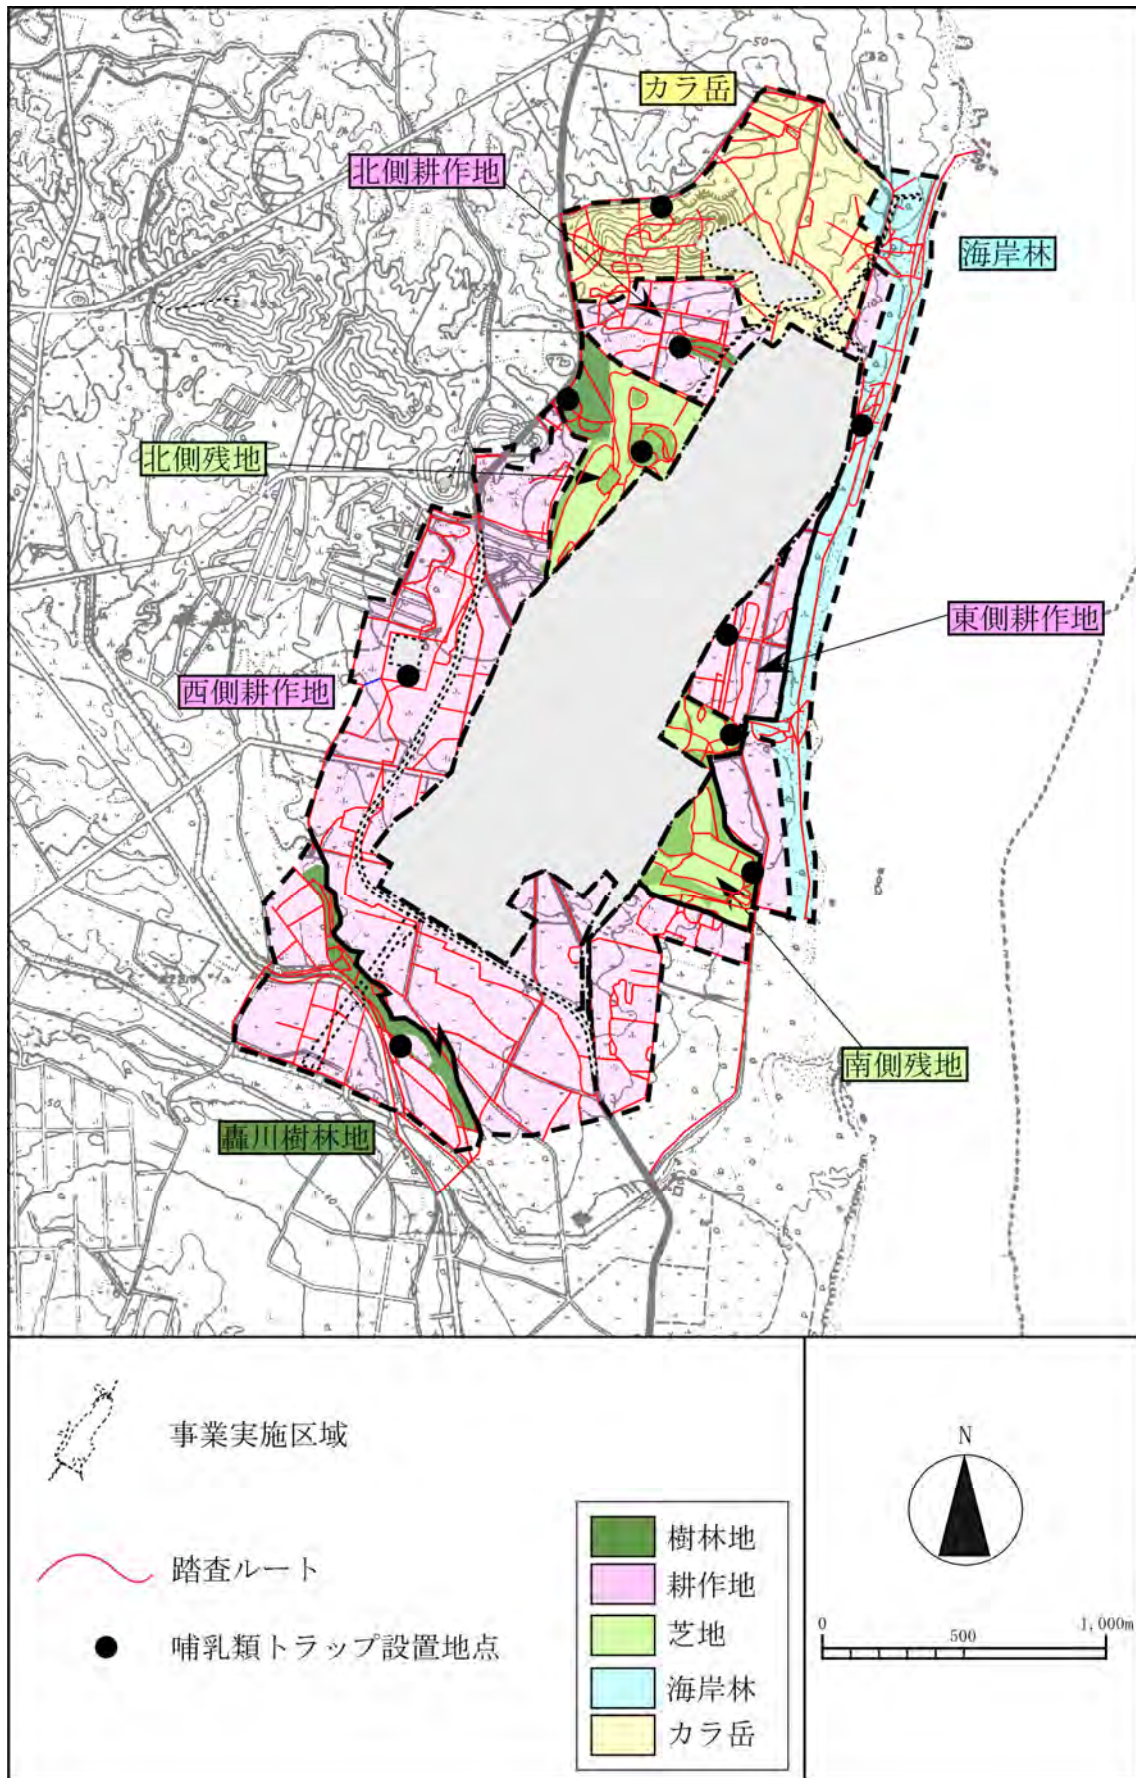 カラ岳
北側耕作地
海岸林
北側残地
東側耕作地
西側耕作地
南側残地
轟川樹林地
事業実施区域
踏査ルート
哺乳類トラップ設置地点
樹林地
耕作地
芝地
海岸林
カラ岳
N
0
500
1,000m